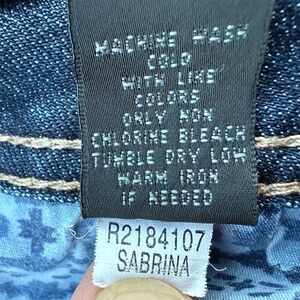 MACHINE WASH
COLD
WITH LIKE
COLORS
ONLY NON
CHLORINE BLEACH
TUMBLE DRY LOW
WARM IRON
IF NEEDED
R2184107
SABRINA